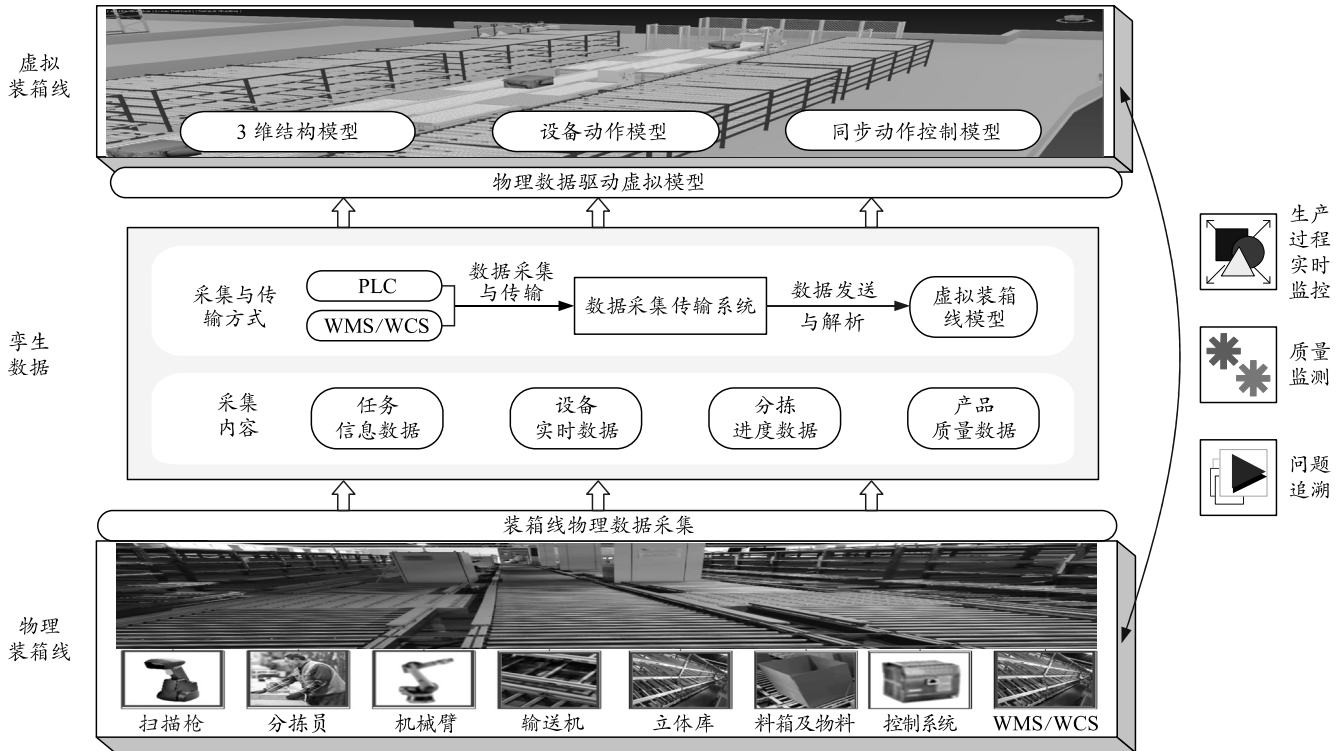 虚拟
装箱线
3 维结构模型
设备动作模型
同步动作控制模型
物理数据驱动虚拟模型
采集与传
输方式
PLC
WMS/WCS
数据采集
与传输
数据采集传输系统
数据发送
与解析
虚拟装箱
线模型
孪生
数据
采集
内容
任务
信息数据
设备
实时数据
分拣
进度数据
产品
质量数据
生产
过程
实时
监控
质量
监测
问题
追溯
装箱线物理数据采集
物理
装箱线
扫描枪
分拣员
机械臂
输送机
立体库
料箱及物料
控制系统
WMS/WCS